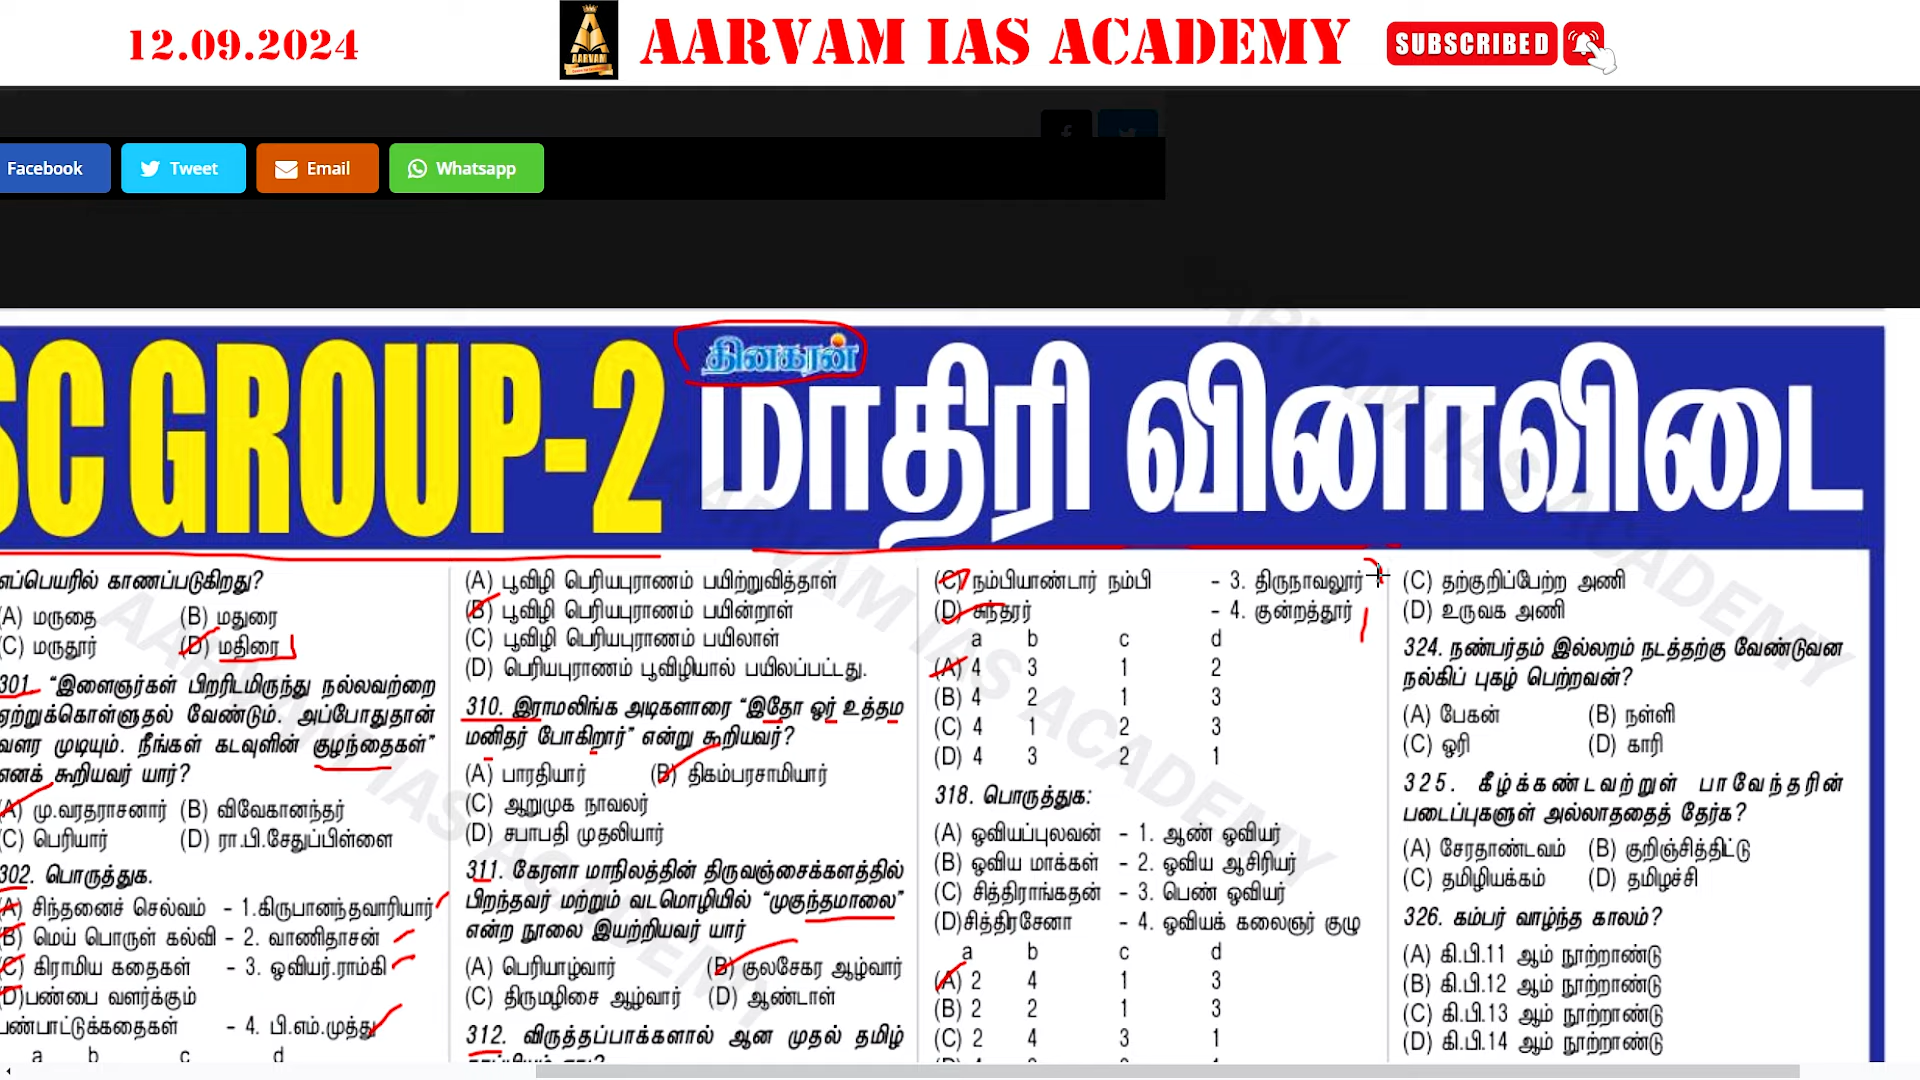 12.09.2024
AARVAM
AARVAM IAS ACADEMY
SUBSCRIBED
Facebook
Tweet
Email
Whatsapp
SC GROUP-2
தினகரன்
மாதிரி வினாவிடை
எப்பெயரில் காணப்படுகிறது?
(A) மருதை (B) மதுரை
(C) மருதூர் (D) மதிரை
301. "இளைஞர்கள் பிறரிடமிருந்து நல்லவற்றை
ஏற்றுக்கொள்ளுதல் வேண்டும். அப்போதுதான்
வளர முடியும். நீங்கள் கடவுளின் குழந்தைகள்"
எனக் கூறியவர் யார்?
(A) மு.வரதராசனார் (B) விவேகானந்தர்
(C) பெரியார் (D) ரா.பி.சேதுப்பிள்ளை
302. பொருத்துக.
(A) சிந்தனைச் செல்வம் - 1.கிருபானந்தவாரியார்
(B) மெய் பொருள் கல்வி - 2. வாணிதாசன்
(C) கிராமிய கதைகள் - 3. ஓவியர்.ராம்கி
(D)பண்பை வளர்க்கும்
பண்பாட்டுக்கதைகள் - 4. பி.எம்.முத்து
a b c d
(A) பூவிழி பெரியபுராணம் பயிற்றுவித்தாள்
(B) பூவிழி பெரியபுராணம் பயின்றாள்
(C) பூவிழி பெரியபுராணம் பயிலாள்
(D) பெரியபுராணம் பூவிழியால் பயிலப்பட்டது.
310. இராமலிங்க அடிகளாரை "இதோ ஓர் உத்தம
மனிதர் போகிறார்" என்று கூறியவர்?
(A) பாரதியார் (B) திகம்பரசாமியார்
(C) ஆறுமுக நாவலர்
(D) சபாபதி முதலியார்
311. கேரளா மாநிலத்தின் திருவஞ்சைக்களத்தில்
பிறந்தவர் மற்றும் வடமொழியில் "முகுந்தமாலை"
என்ற நூலை இயற்றியவர் யார்
(A) பெரியாழ்வார் (B) குலசேகர ஆழ்வார்
(C) திருமழிசை ஆழ்வார் (D) ஆண்டாள்
312. விருத்தப்பாக்களால் ஆன முதல் தமிழ்
(C) நம்பியாண்டார் நம்பி - 3. திருநாவலூர்
(D) சுந்தரர் - 4. குன்றத்தூர்
a b c d
(A) 4 3 1 2
(B) 4 2 1 3
(C) 4 1 2 3
(D) 4 3 2 1
318. பொருத்துக:
(A) ஒவியப்புலவன் - 1. ஆண் ஓவியர்
(B) ஓவிய மாக்கள் - 2. ஒவிய ஆசிரியர்
(C) சித்திராங்கதன் - 3. பெண் ஓவியர்
(D)சித்திரசேனா - 4. ஒவியக் கலைஞர் குழு
a b c d
(A) 2 4 1 3
(B) 2 2 1 3
(C) 2 4 3 1
(C) தற்குறிப்பேற்ற அணி
(D) உருவக அணி
324. நண்பர்தம் இல்லறம் நடத்தற்கு வேண்டுவன
நல்கிப் புகழ் பெற்றவன்?
(A) பேகன் (B) நள்ளி
(C) ஓரி (D) காரி
325. கீழ்க்கண்டவற்றுள் பாவேந்தரின்
படைப்புகளுள் அல்லாததைத் தேர்க?
(A) சேரதாண்டவம் (B) குறிஞ்சித்திட்டு
(C) தமிழியக்கம் (D) தமிழச்சி
326. கம்பர் வாழ்ந்த காலம்?
(A) கி.பி.11 ஆம் நூற்றாண்டு
(B) கி.பி.12 ஆம் நூற்றாண்டு
(C) கி.பி.13 ஆம் நூற்றாண்டு
(D) கி.பி.14 ஆம் நூற்றாண்டு